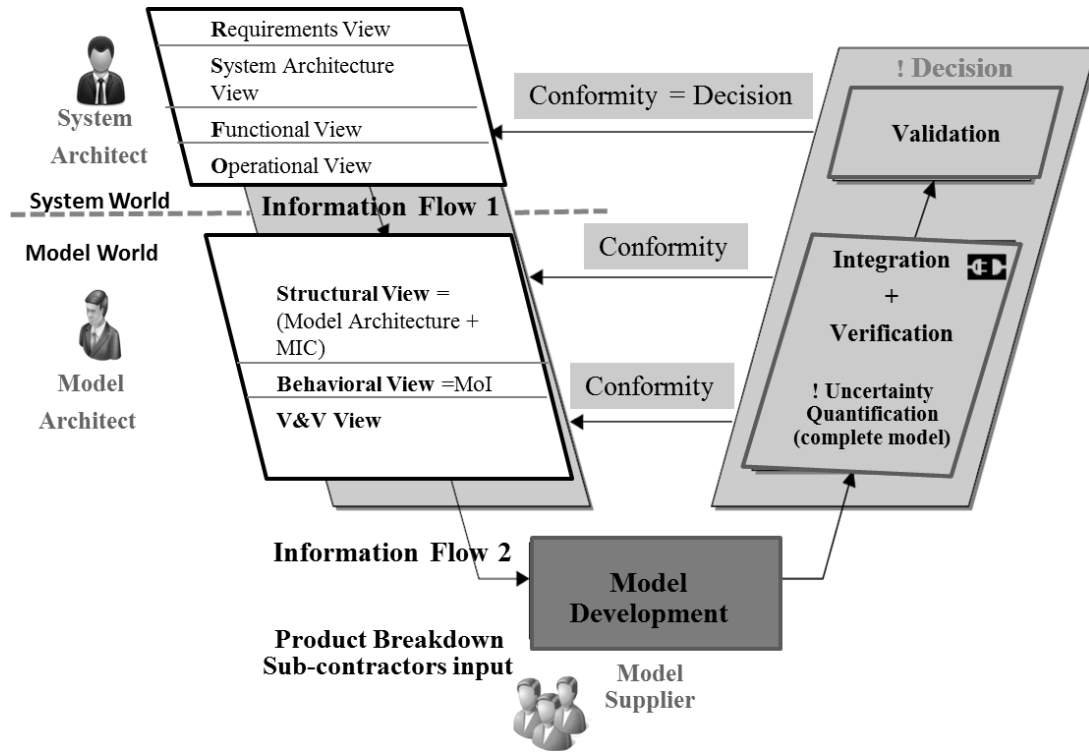 Requirements View
System Architecture
View
Functional View
Operational View
System
Architect
System World
Information Flow 1
Model World
Structural View =
(Model Architecture +
MIC)
Behavioral View =MoI
V&V View
Model
Architect
Conformity = Decision
Conformity
Conformity
! Decision
Validation
Integration
+
Verification
! Uncertainty
Quantification
(complete model)
Information Flow 2
Model
Development
Product Breakdown
Sub-contractors input
Model
Supplier